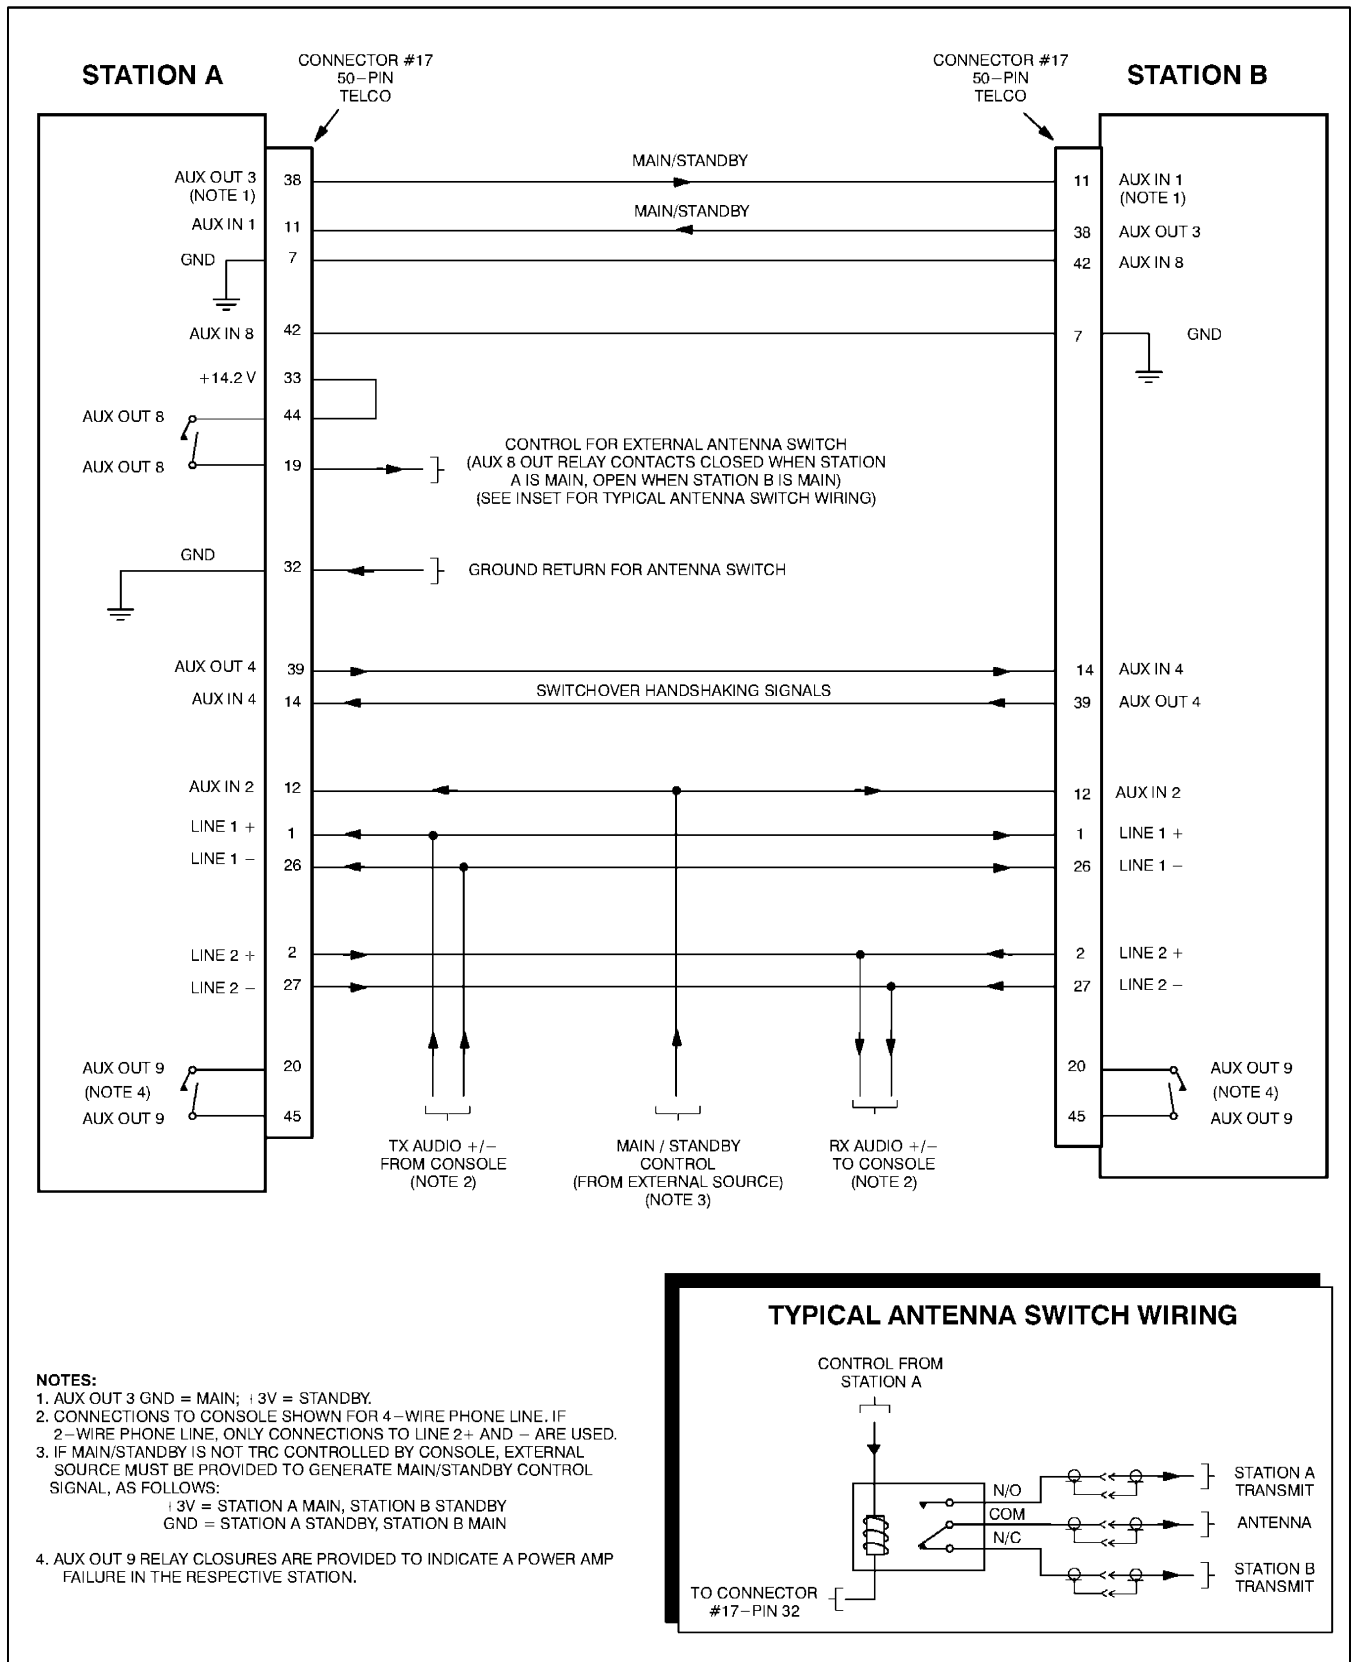 STATION A
CONNECTOR #17
50-PIN
TELCO
CONNECTOR #17
50-PIN
TELCO
STATION B
MAIN/STANDBY
AUX OUT 3
(NOTE 1)
38
11
AUX IN 1
(NOTE 1)
MAIN/STANDBY
AUX IN 1
11
38
AUX OUT 3
GND
7
42
AUX IN 8
AUX IN 8
42
7
GND
+14.2 V
33
AUX OUT 8
44
AUX OUT 8
19
CONTROL FOR EXTERNAL ANTENNA SWITCH
(AUX 8 OUT RELAY CONTACTS CLOSED WHEN STATION
A IS MAIN, OPEN WHEN STATION B IS MAIN)
(SEE INSET FOR TYPICAL ANTENNA SWITCH WIRING)
GND
32
GROUND RETURN FOR ANTENNA SWITCH
AUX OUT 4
39
14
AUX IN 4
SWITCHOVER HANDSHAKING SIGNALS
AUX IN 4
14
39
AUX OUT 4
AUX IN 2
12
12
AUX IN 2
LINE 1 +
1
1
LINE 1 +
LINE 1 -
26
26
LINE 1 -
LINE 2 +
2
2
LINE 2 +
LINE 2 -
27
27
LINE 2 -
AUX OUT 9
20
20
AUX OUT 9
(NOTE 4)
(NOTE 4)
AUX OUT 9
45
45
AUX OUT 9
TX AUDIO +/-
FROM CONSOLE
(NOTE 2)
MAIN / STANDBY
CONTROL
(FROM EXTERNAL SOURCE)
(NOTE 3)
RX AUDIO +/-
TO CONSOLE
(NOTE 2)
NOTES:
1. AUX OUT 3 GND = MAIN; +3V = STANDBY.
2. CONNECTIONS TO CONSOLE SHOWN FOR 4-WIRE PHONE LINE. IF
2-WIRE PHONE LINE, ONLY CONNECTIONS TO LINE 2+ AND - ARE USED.
3. IF MAIN/STANDBY IS NOT TRC CONTROLLED BY CONSOLE, EXTERNAL
SOURCE MUST BE PROVIDED TO GENERATE MAIN/STANDBY CONTROL
SIGNAL, AS FOLLOWS:
+3V = STATION A MAIN, STATION B STANDBY
GND = STATION A STANDBY, STATION B MAIN
4. AUX OUT 9 RELAY CLOSURES ARE PROVIDED TO INDICATE A POWER AMP
FAILURE IN THE RESPECTIVE STATION.
TYPICAL ANTENNA SWITCH WIRING
CONTROL FROM
STATION A
N/O
STATION A
TRANSMIT
COM
ANTENNA
N/C
STATION B
TRANSMIT
TO CONNECTOR
#17-PIN 32